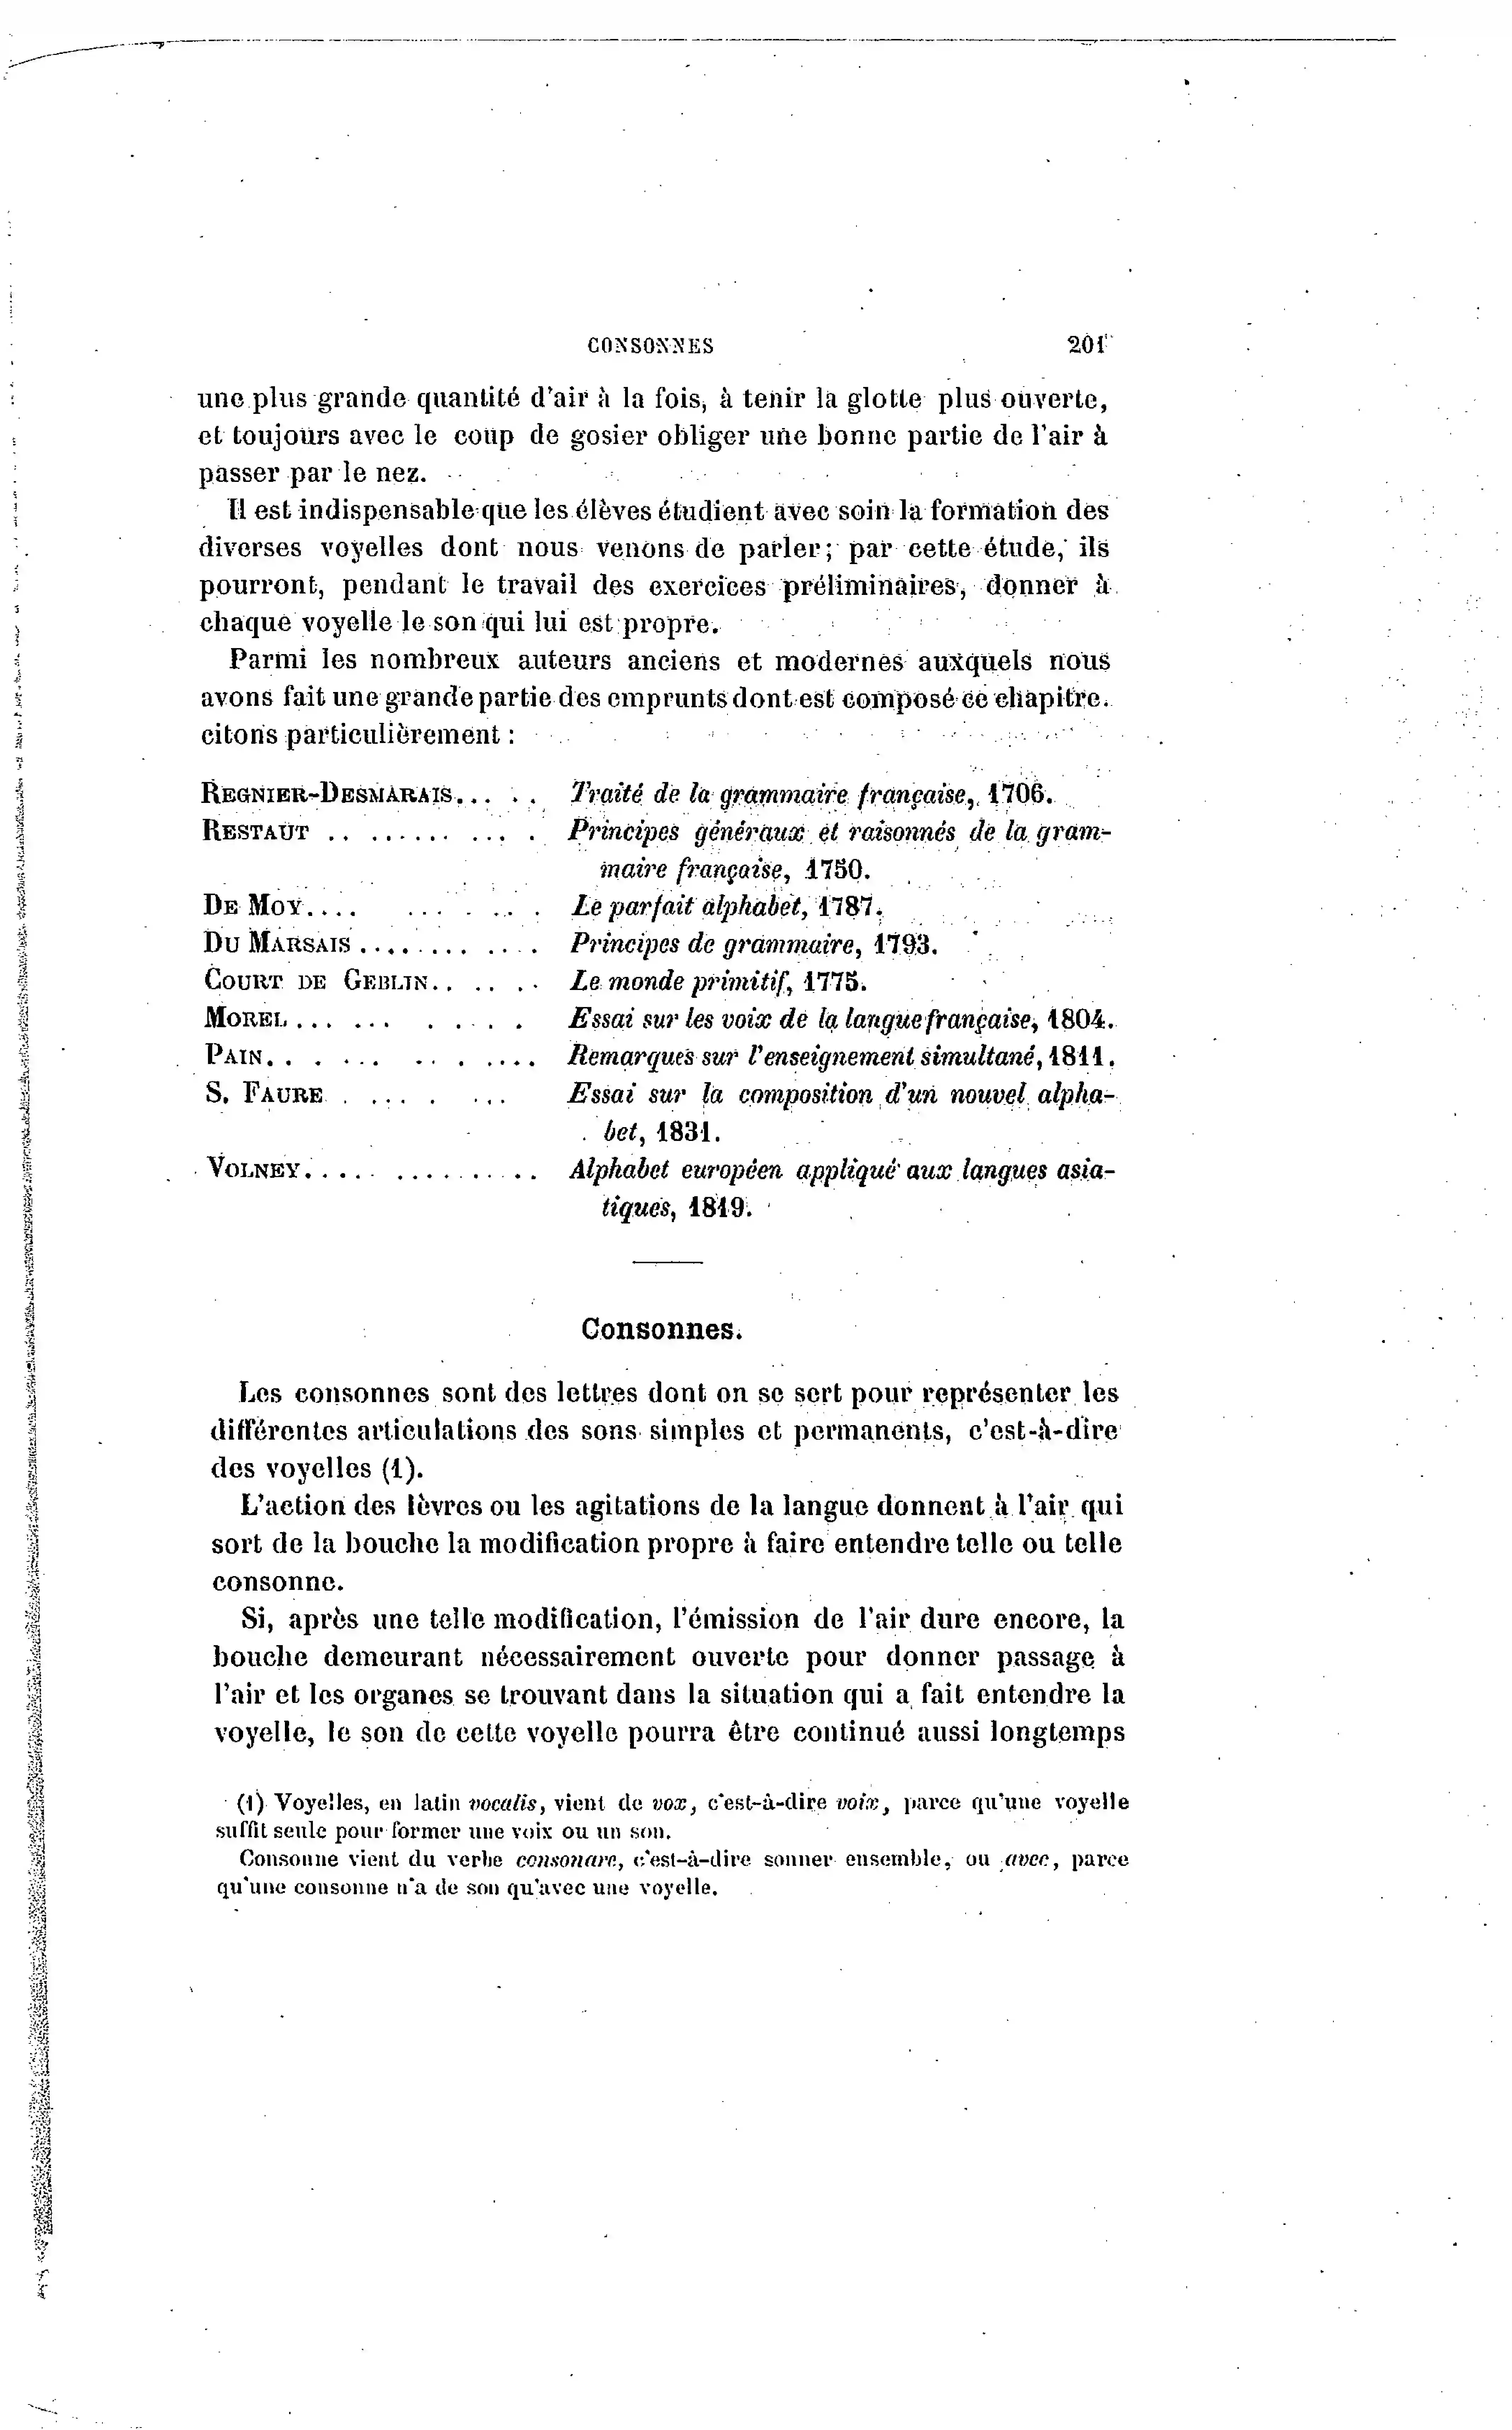 CONSONNES 201
une plus grande quantité d'air à la fois, à tenir la glotte plus ouverte,
et toujours avec le coup de gosier obliger une bonne partie de l'air à
passer par le nez.
Il est indispensable que les élèves étudient avec soin la formation des
diverses voyelles dont nous venons de parler; par cette étude, ils
pourront, pendant le travail des exercices préliminaires, donner à
chaque voyelle le son qui lui est propre.
Parmi les nombreux auteurs anciens et modernes auxquels nous
avons fait une grande partie des emprunts dont est composé ce chapitre.
citons particulièrement :
REGNIER-DESMARAIS... .. Traité de la grammaire française, 1706.
RESTAUT .. ...... ... . Principes généraux et raisonnés de la gram-
maire française, 1750.
DE MOY.... ... . ... . Le parfait alphabet, 1787.
DU MARSAIS ........ .... Principes de grammaire, 1793.
COURT DE GEBLIN.. .. .. Le monde primitif, 1775.
MOREL... ... . .... Essai sur les voix de la langue française, 1804.
PAIN.. . ... .. . .... Remarques sur l'enseignement simultané, 1811.
S. FAURE . .... . ... Essai sur la composition d'un nouvel alpha-
bet, 1831.
VOLNEY..... .......... Alphabet européen appliqué aux langues asia-
tiques, 1819.
Consonnes.
Les consonnes sont des lettres dont on se sert pour représenter les
différentes articulations des sons simples et permanents, c'est-à-dire
des voyelles (1).
L'action des lèvres ou les agitations de la langue donnent à l'air qui
sort de la bouche la modification propre à faire entendre telle ou telle
consonne.
Si, après une telle modification, l'émission de l'air dure encore, la
bouche demeurant nécessairement ouverte pour donner passage à
l'air et les organes se trouvant dans la situation qui a fait entendre la
voyelle, le son de cette voyelle pourra être continué aussi longtemps
(1) Voyelles, en latin vocalis, vient de vox, c'est-à-dire voix, parce qu'une voyelle
suffit seule pour former une voix ou un son.
Consonne vient du verbe consonare, c'est-à-dire sonner ensemble, ou avec, parce
qu'une consonne n'a de son qu'avec une voyelle.